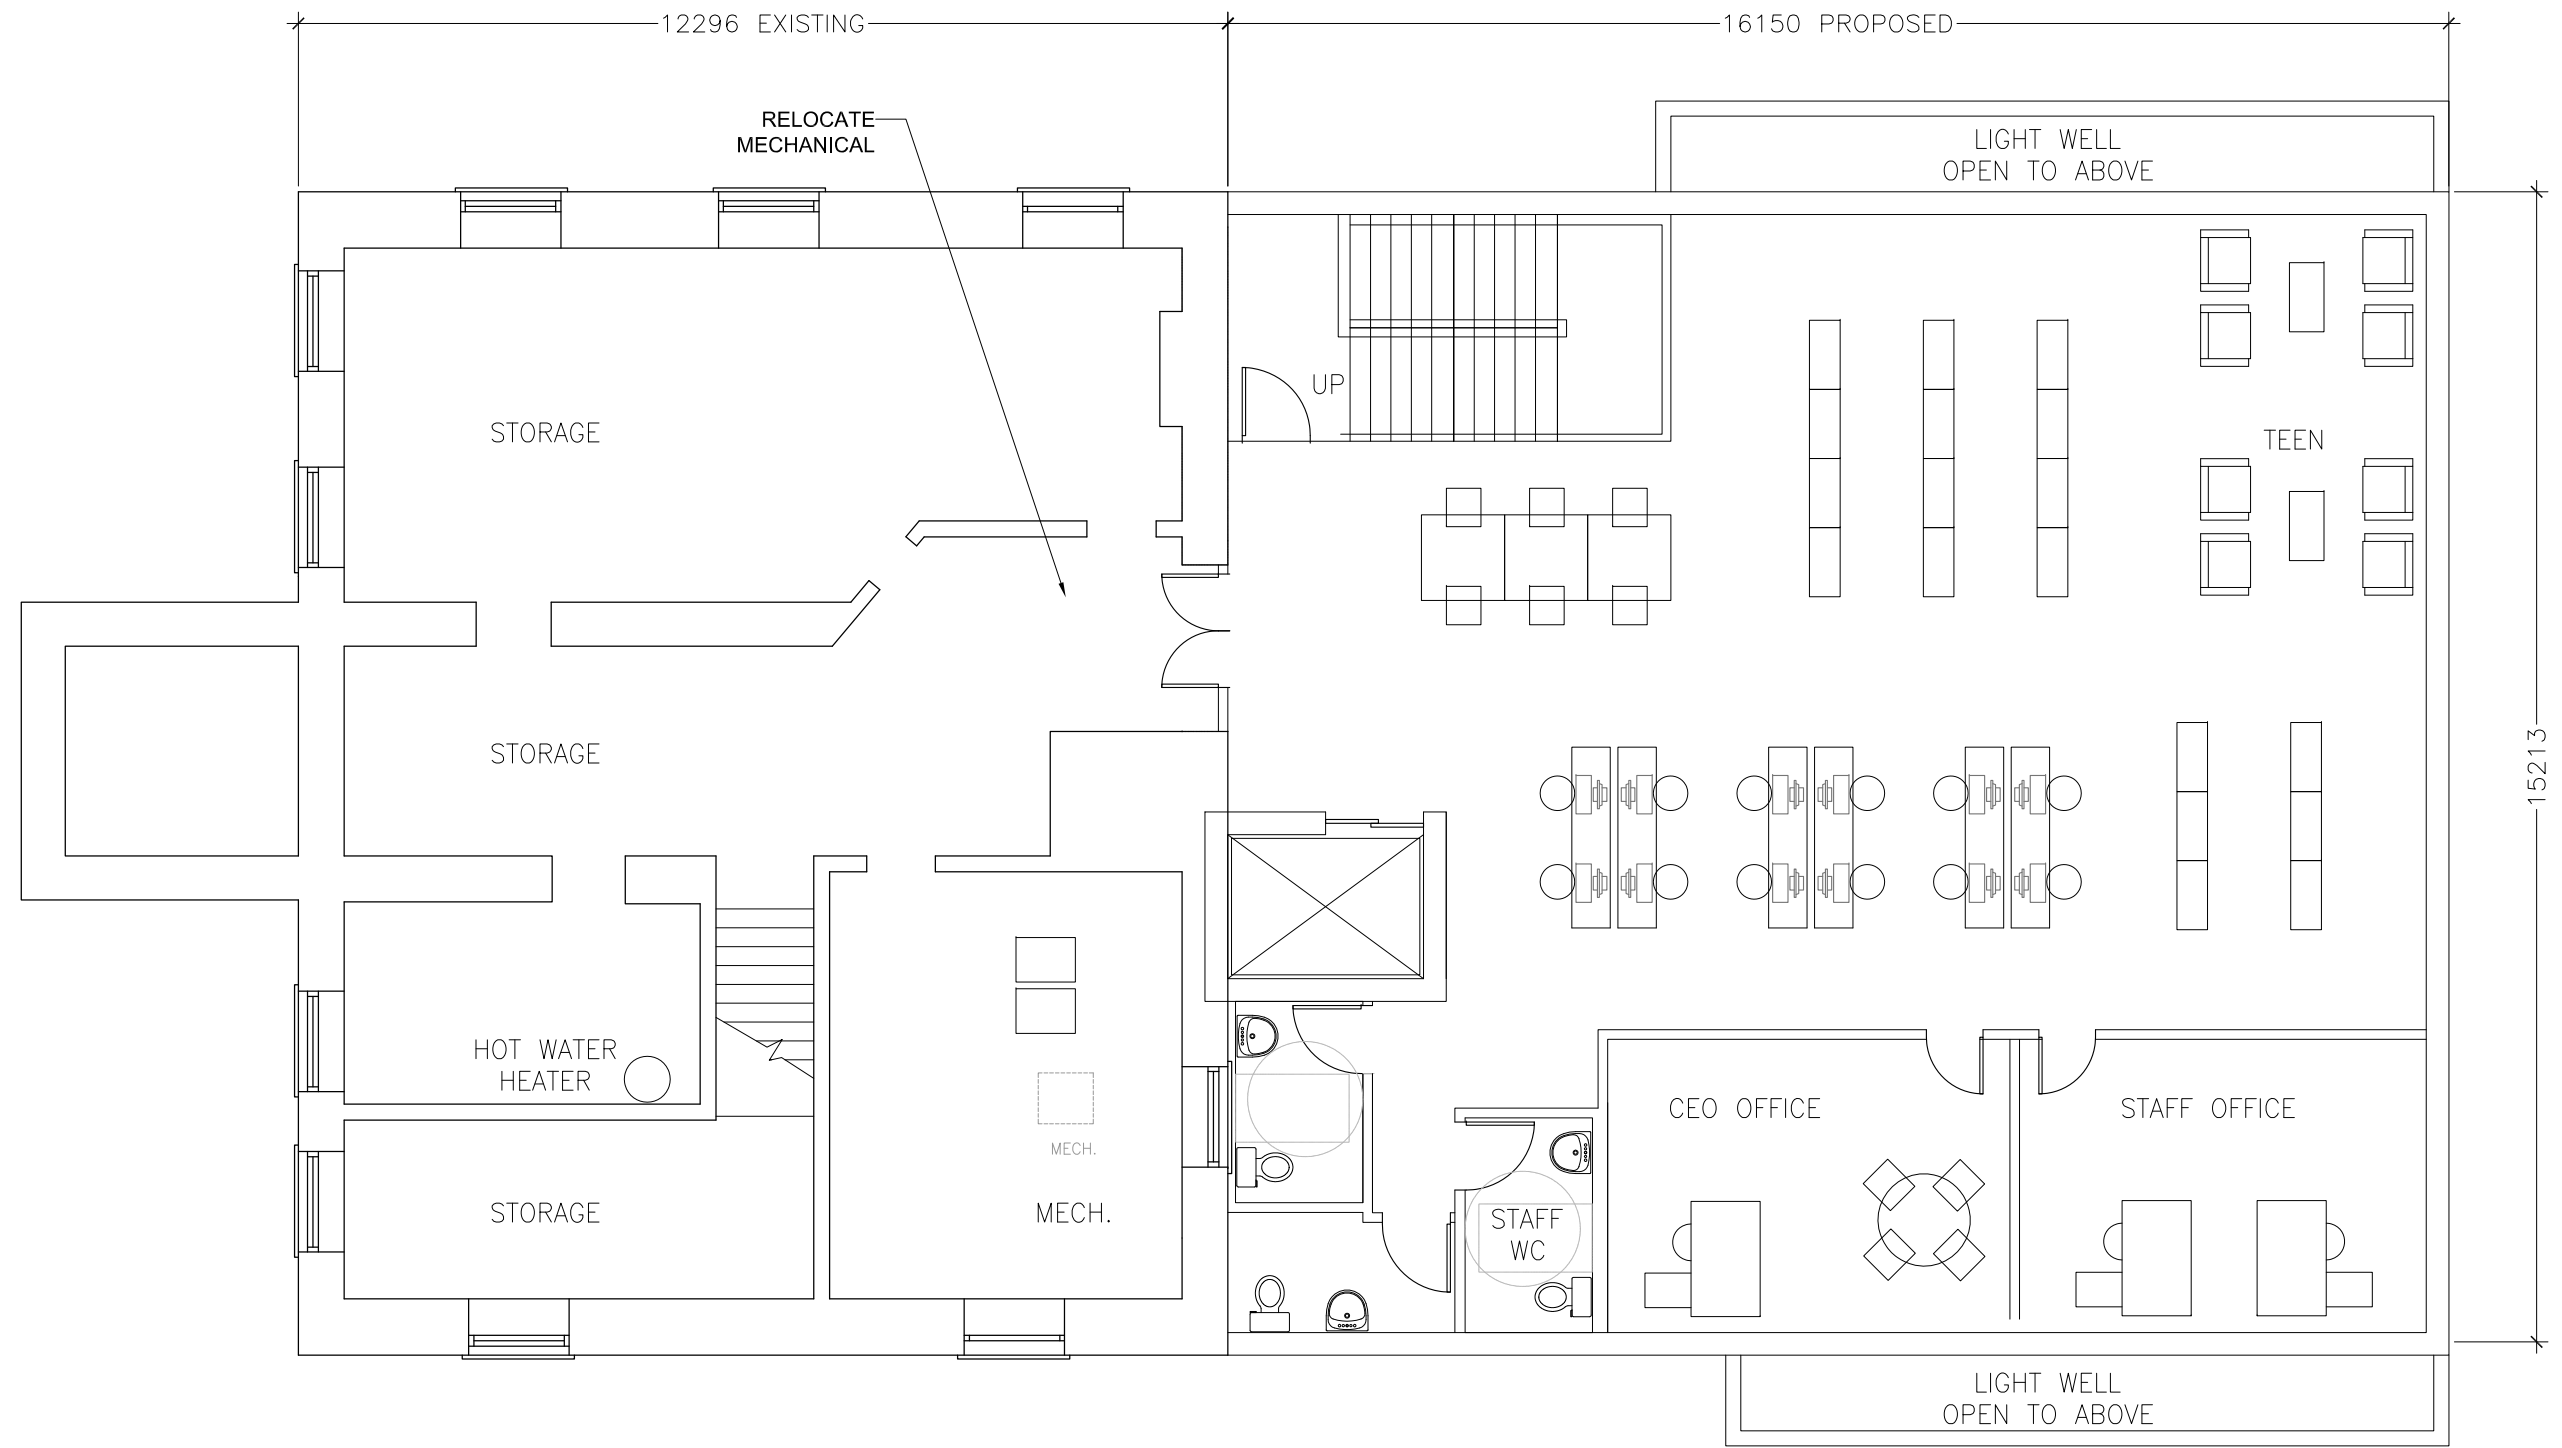 12296 EXISTING
16150 PROPOSED
RELOCATE
MECHANICAL
LIGHT WELL
OPEN TO ABOVE
UP
STORAGE
TEEN
STORAGE
15213
HOT WATER
HEATER
CEO OFFICE
STAFF OFFICE
MECH.
STORAGE
MECH.
STAFF
WC
LIGHT WELL
OPEN TO ABOVE